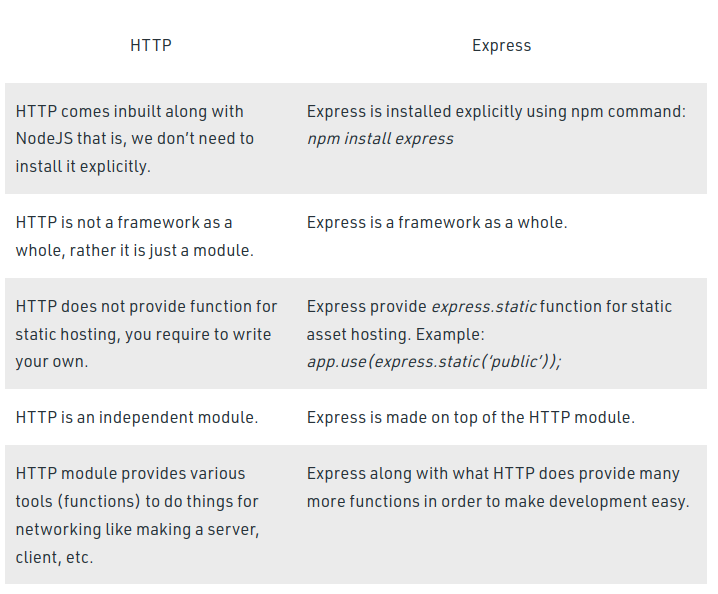 HTTP
Express
HTTP comes inbuilt along with
NodeJS that is, we don’t need to
install it explicitly.
Express is installed explicitly using npm command:
npm install express
HTTP is not a framework as a
whole, rather it is just a module.
Express is a framework as a whole.
HTTP does not provide function for
static hosting, you require to write
your own.
Express provide express.static function for static
asset hosting. Example:
app.use(express.static(‘public’));
HTTP is an independent module.
Express is made on top of the HTTP module.
HTTP module provides various
tools (functions) to do things for
networking like making a server,
client, etc.
Express along with what HTTP does provide many
more functions in order to make development easy.